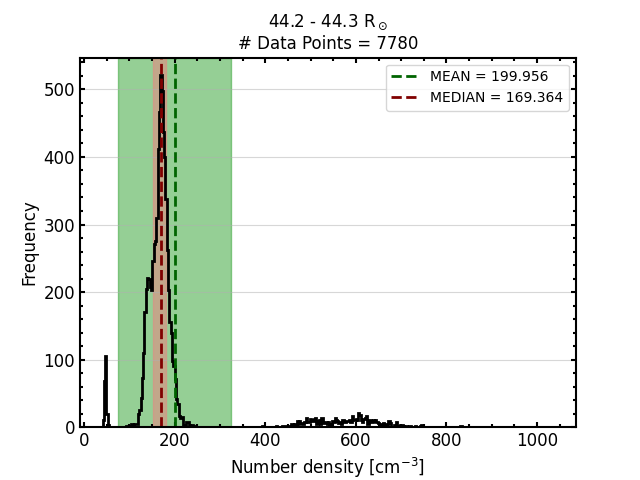 44.2 - 44.3 R⊙
# Data Points = 7780
MEAN = 199.956
MEDIAN = 169.364
Frequency
500
400
300
200
100
0
0 200 400 600 800 1000
Number density [cm⁻³]